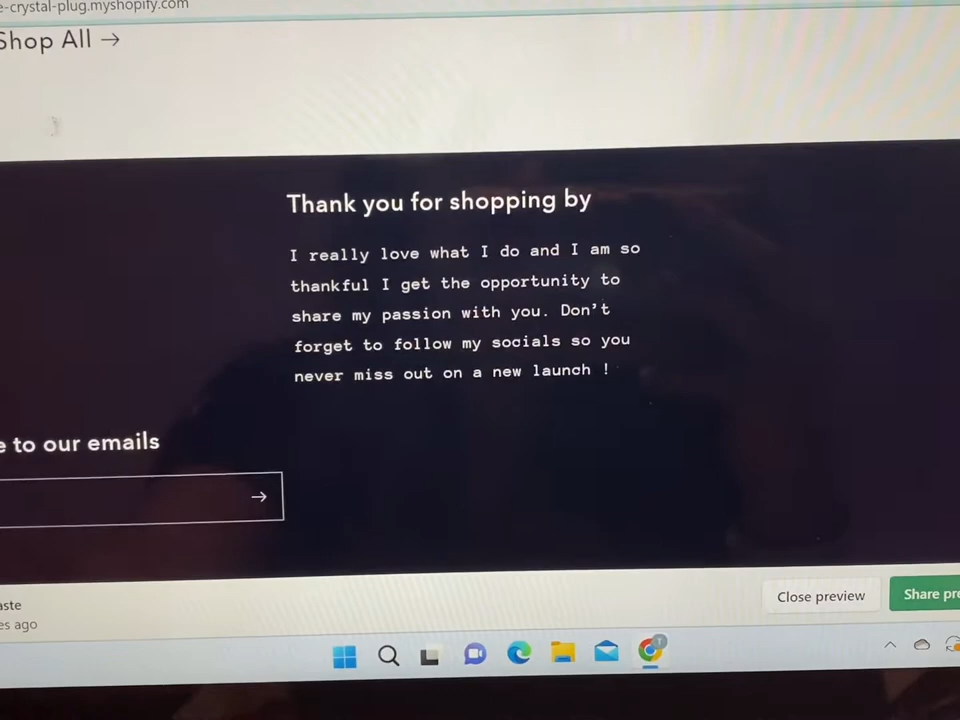 e-crystal-plug.myshopify.com
Shop All →
Thank you for shopping by
I really love what I do and I am so
thankful I get the opportunity to
share my passion with you. Don't
forget to follow my socials so you
never miss out on a new launch !
e to our emails
→
aste
es ago
Close preview
Share pre
T